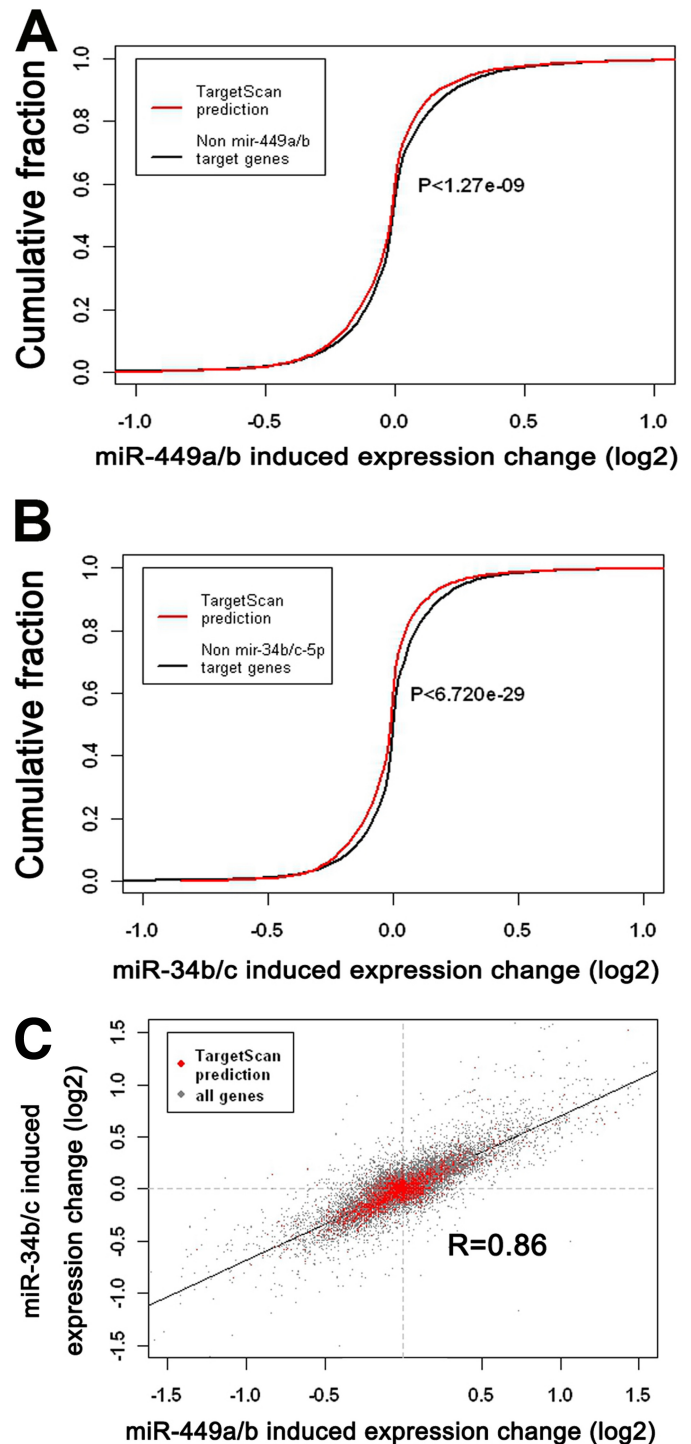 A
Cumulative fraction
1.0
0.8
0.6
0.4
0.2
0.0
TargetScan
prediction
Non mir-449a/b
target genes
P<1.27e-09
-1.0 -0.5 0.0 0.5 1.0
miR-449a/b induced expression change (log2)
B
Cumulative fraction
1.0
0.8
0.6
0.4
0.2
0.0
TargetScan
prediction
Non mir-34b/c-5p
target genes
P<6.720e-29
-1.0 -0.5 0.0 0.5 1.0
miR-34b/c induced expression change (log2)
C
miR-34b/c induced
expression change (log2)
1.5
1.0
0.5
0.0
-0.5
-1.0
-1.5
TargetScan
prediction
all genes
R=0.86
-1.5 -1.0 -0.5 0.5 1.0 1.5
miR-449a/b induced expression change (log2)